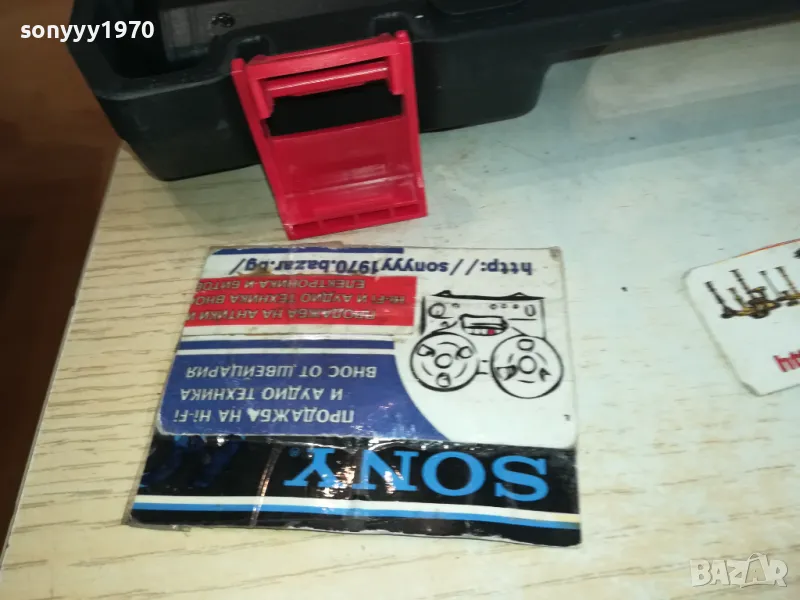 sonyyy1970
SONY
ПРОДАЖБА НА Hi-Fi
И АУДИО ТЕХНИКА
ВНОС ОТ ШВЕЙЦАРИЯ
ПРОДАЖБА НА АНТИКИ И
Hi-Fi И АУДИО ТЕХНИКА ВНОС
ЕЛЕКТРОНИКА И БИТОВ
http://sonyyy1970.bazar.bg/
BAZAR